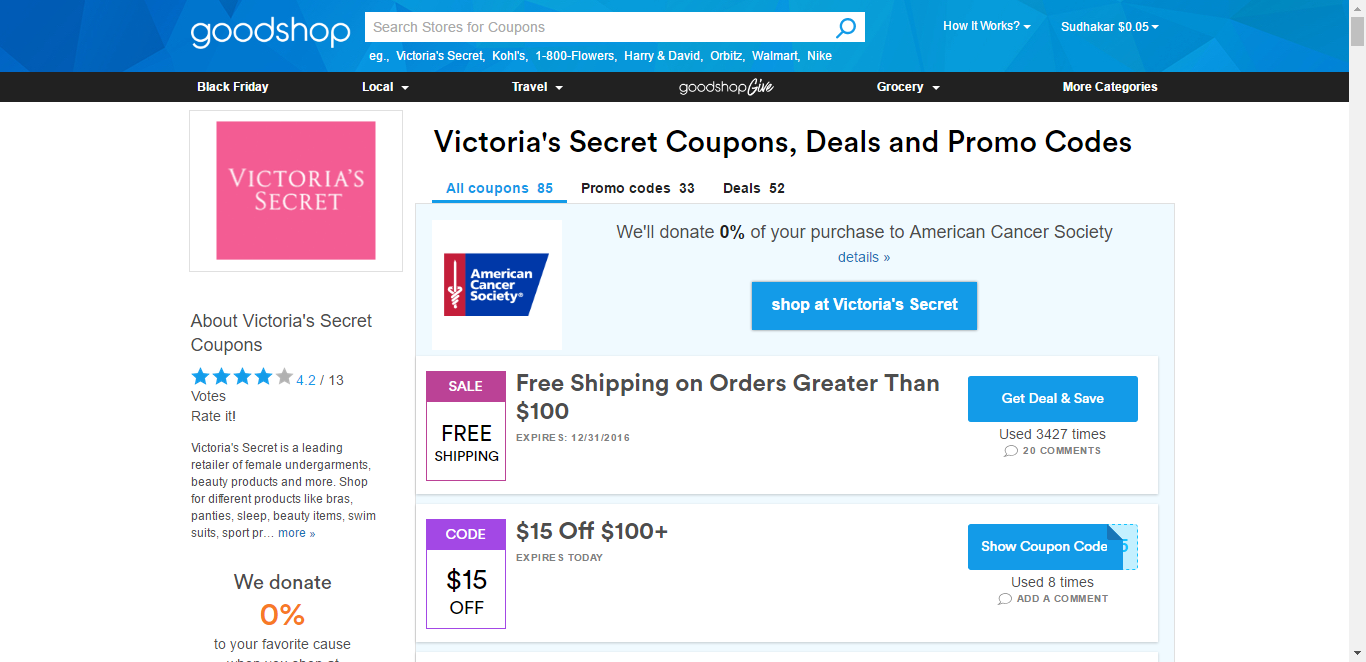 goodshop
Search Stores for Coupons
How It Works?
Sudhakar $0.05
eg., Victoria's Secret, Kohl's, 1-800-Flowers, Harry & David, Orbitz, Walmart, Nike
Black Friday
Local
Travel
goodshop Give
Grocery
More Categories
VICTORIA'S
SECRET
About Victoria's Secret
Coupons
4.2 / 13
Votes
Rate it!
Victoria's Secret is a leading
retailer of female undergarments,
beauty products and more. Shop
for different products like bras,
panties, sleep, beauty items, swim
suits, sport pr... more »
We donate
0%
to your favorite cause
Victoria's Secret Coupons, Deals and Promo Codes
All coupons 85
Promo codes 33
Deals 52
American
Cancer
Society®
We'll donate 0% of your purchase to American Cancer Society
details »
shop at Victoria's Secret
SALE
FREE
SHIPPING
Free Shipping on Orders Greater Than
$100
EXPIRES: 12/31/2016
Get Deal & Save
Used 3427 times
20 COMMENTS
CODE
$15
OFF
$15 Off $100+
EXPIRES TODAY
Show Coupon Code
Used 8 times
ADD A COMMENT